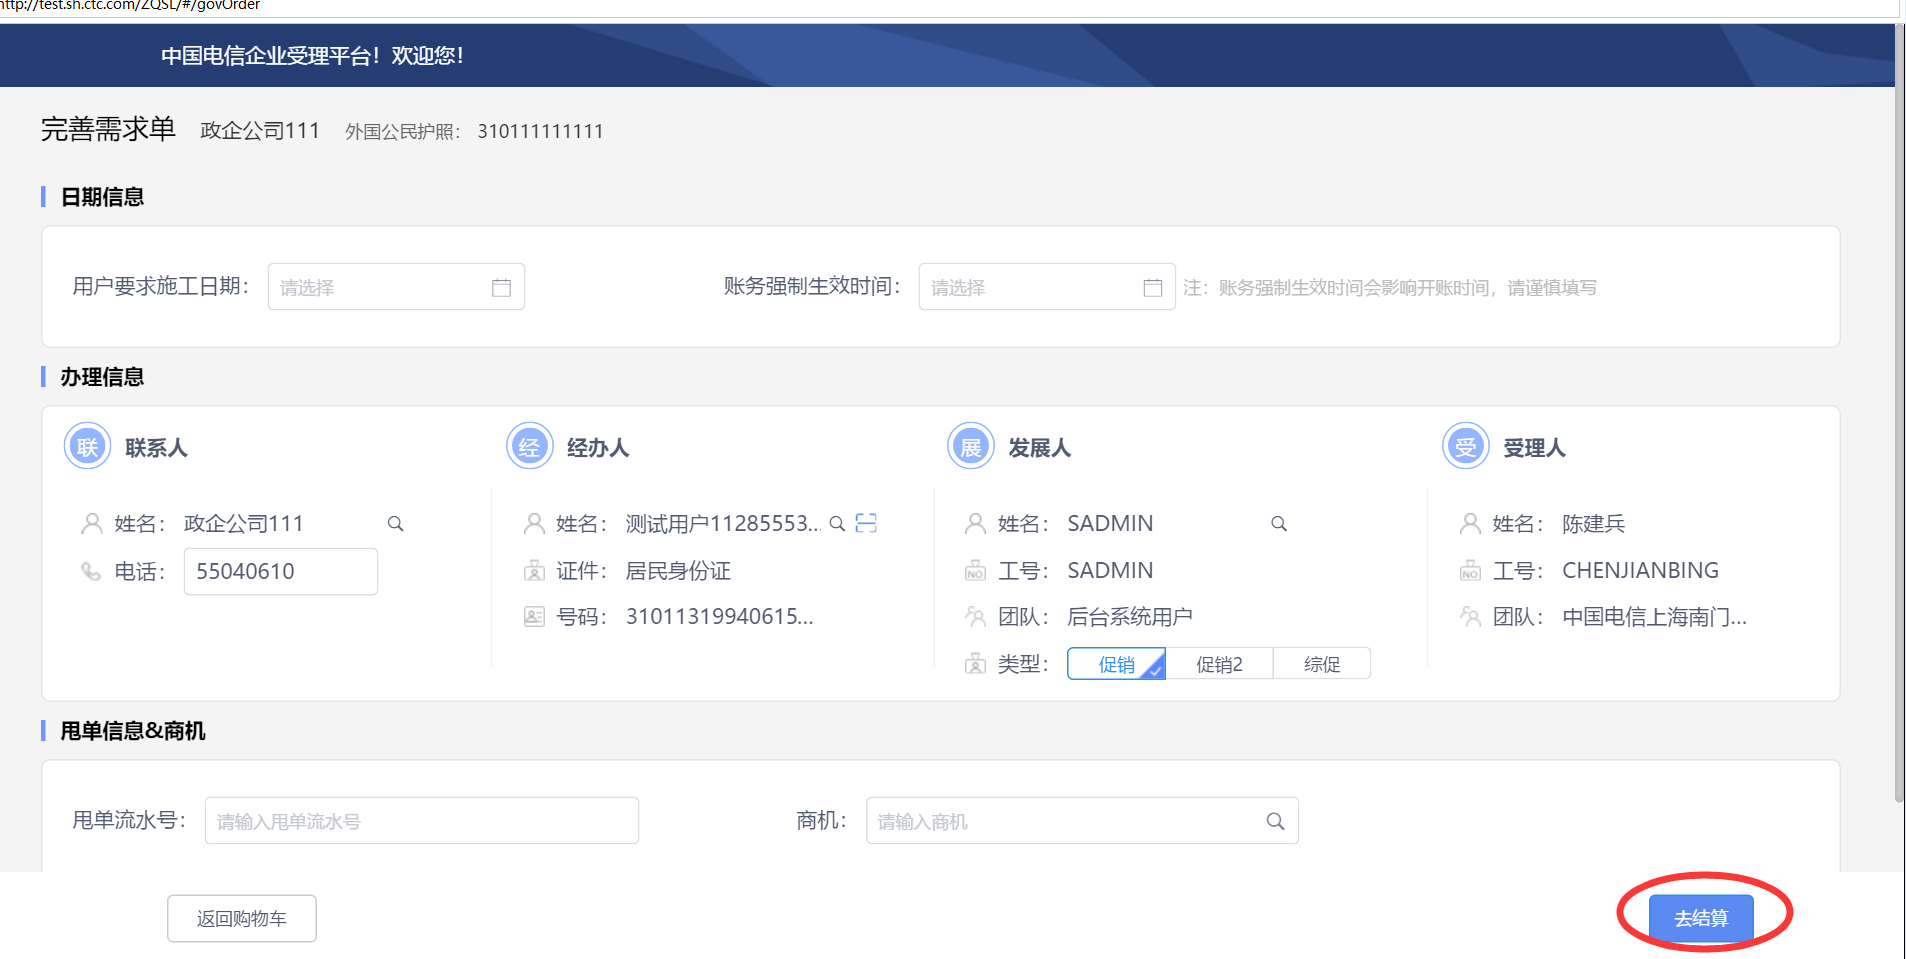 http://test.sh.ctc.com/ZQSL/#/govOrder
中国电信企业受理平台！欢迎您！
完善需求单 政企公司111 外国公民护照： 310111111111
日期信息
用户要求施工日期： 请选择 账务强制生效时间： 请选择 注：账务强制生效时间会影响开账时间，请谨慎填写
办理信息
联 联系人 经 经办人 展 发展人 受 受理人
姓名： 政企公司111 姓名： 测试用户11285553... 姓名： SADMIN 姓名： 陈建兵
电话： 55040610 证件： 居民身份证 NO 工号： SADMIN NO 工号： CHENJIANBING
号码： 31011319940615... 团队： 后台系统用户 团队： 中国电信上海南门...
类型： 促销 促销2 综促
甩单信息&商机
甩单流水号： 请输入甩单流水号 商机： 请输入商机
返回购物车 去结算